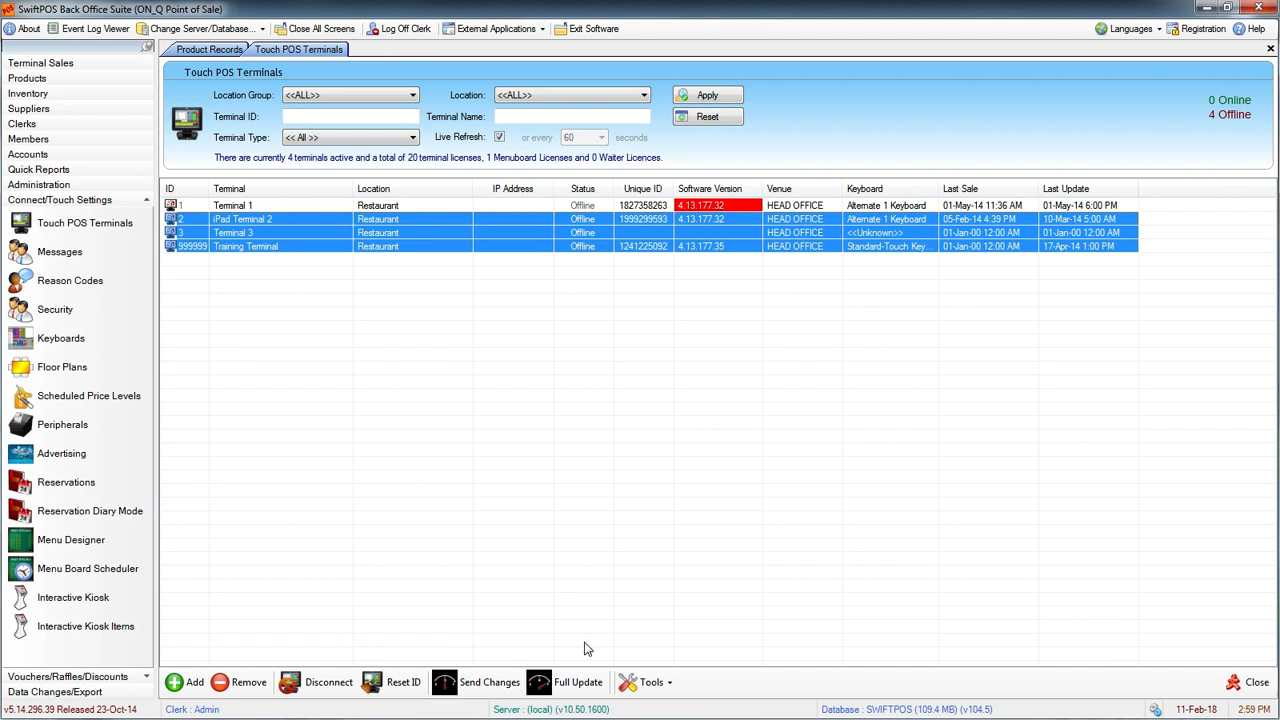 SwiftPOS Back Office Suite (ON_Q Point of Sale)
About Event Log Viewer Change Server/Database... Close All Screens Log Off Clerk External Applications Exit Software Languages Registration Help
Product Records Touch POS Terminals
Terminal Sales
Products
Inventory
Suppliers
Clerks
Members
Accounts
Quick Reports
Administration
Connect/Touch Settings
Touch POS Terminals
Messages
Reason Codes
Security
Keyboards
Floor Plans
Scheduled Price Levels
Peripherals
Advertising
Reservations
Reservation Diary Mode
Menu Designer
Menu Board Scheduler
Interactive Kiosk
Interactive Kiosk Items
Vouchers/Raffles/Discounts
Data Changes/Export
Touch POS Terminals
Location Group: <<ALL>> Location: <<ALL>> Apply
Terminal ID: Terminal Name: Reset
Terminal Type: << All >> Live Refresh: or every 60 seconds
There are currently 4 terminals active and a total of 20 terminal licenses, 1 Menuboard Licenses and 0 Waiter Licences.
0 Online
4 Offline
ID Terminal Location IP Address Status Unique ID Software Version Venue Keyboard Last Sale Last Update
1 Terminal 1 Restaurant Offline 1827358263 4.13.177.32 HEAD OFFICE Alternate 1 Keyboard 01-May-14 11:36 AM 01-May-14 6:00 PM
2 iPad Terminal 2 Restaurant Offline 1999299593 4.13.177.32 HEAD OFFICE Alternate 1 Keyboard 05-Feb-14 4:39 PM 10-Mar-14 5:00 AM
3 Terminal 3 Restaurant Offline HEAD OFFICE <<Unknown>> 01-Jan-00 12:00 AM 01-Jan-00 12:00 AM
999999 Training Terminal Restaurant Offline 1241225092 4.13.177.35 HEAD OFFICE Standard-Touch Key... 01-Jan-00 12:00 AM 17-Apr-14 1:00 PM
Add Remove Disconnect Reset ID Send Changes Full Update Tools Close
v5.14.296.39 Released 23-Oct-14 Clerk : Admin Server : (local) (v10.50.1600) Database : SWIFTPOS (109.4 MB) (v104.5) 11-Feb-18 2:59 PM